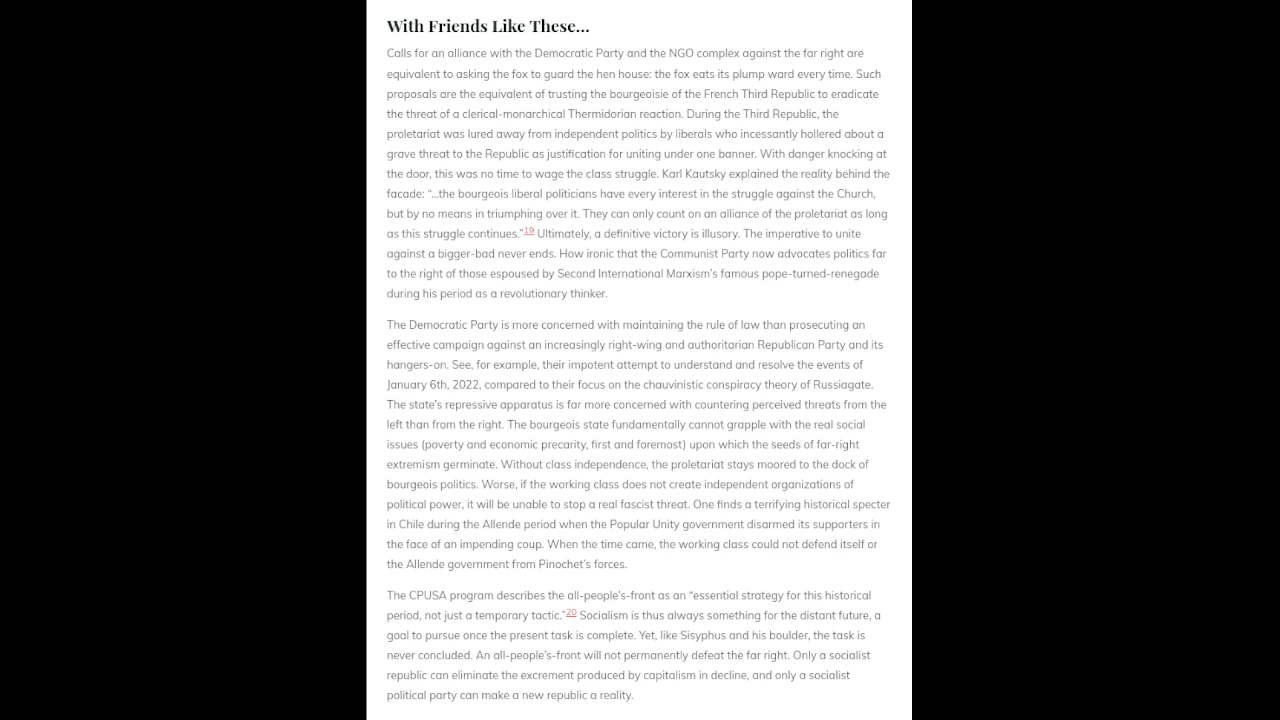 With Friends Like These…
Calls for an alliance with the Democratic Party and the NGO complex against the far right are
equivalent to asking the fox to guard the hen house: the fox eats its plump ward every time. Such
proposals are the equivalent of trusting the bourgeoisie of the French Third Republic to eradicate
the threat of a clerical-monarchical Thermidorian reaction. During the Third Republic, the
proletariat was lured away from independent politics by liberals who incessantly hollered about a
grave threat to the Republic as justification for uniting under one banner. With danger knocking at
the door, this was no time to wage the class struggle. Karl Kautsky explained the reality behind the
facade: “…the bourgeois liberal politicians have every interest in the struggle against the Church,
but by no means in triumphing over it. They can only count on an alliance of the proletariat as long
as this struggle continues.”19 Ultimately, a definitive victory is illusory. The imperative to unite
against a bigger-bad never ends. How ironic that the Communist Party now advocates politics far
to the right of those espoused by Second International Marxism’s famous pope-turned-renegade
during his period as a revolutionary thinker.
The Democratic Party is more concerned with maintaining the rule of law than prosecuting an
effective campaign against an increasingly right-wing and authoritarian Republican Party and its
hangers-on. See, for example, their impotent attempt to understand and resolve the events of
January 6th, 2022, compared to their focus on the chauvinistic conspiracy theory of Russiagate.
The state’s repressive apparatus is far more concerned with countering perceived threats from the
left than from the right. The bourgeois state fundamentally cannot grapple with the real social
issues (poverty and economic precarity, first and foremost) upon which the seeds of far-right
extremism germinate. Without class independence, the proletariat stays moored to the dock of
bourgeois politics. Worse, if the working class does not create independent organizations of
political power, it will be unable to stop a real fascist threat. One finds a terrifying historical specter
in Chile during the Allende period when the Popular Unity government disarmed its supporters in
the face of an impending coup. When the time came, the working class could not defend itself or
the Allende government from Pinochet’s forces.
The CPUSA program describes the all-people’s-front as an “essential strategy for this historical
period, not just a temporary tactic.”20 Socialism is thus always something for the distant future, a
goal to pursue once the present task is complete. Yet, like Sisyphus and his boulder, the task is
never concluded. An all-people’s-front will not permanently defeat the far right. Only a socialist
republic can eliminate the excrement produced by capitalism in decline, and only a socialist
political party can make a new republic a reality.